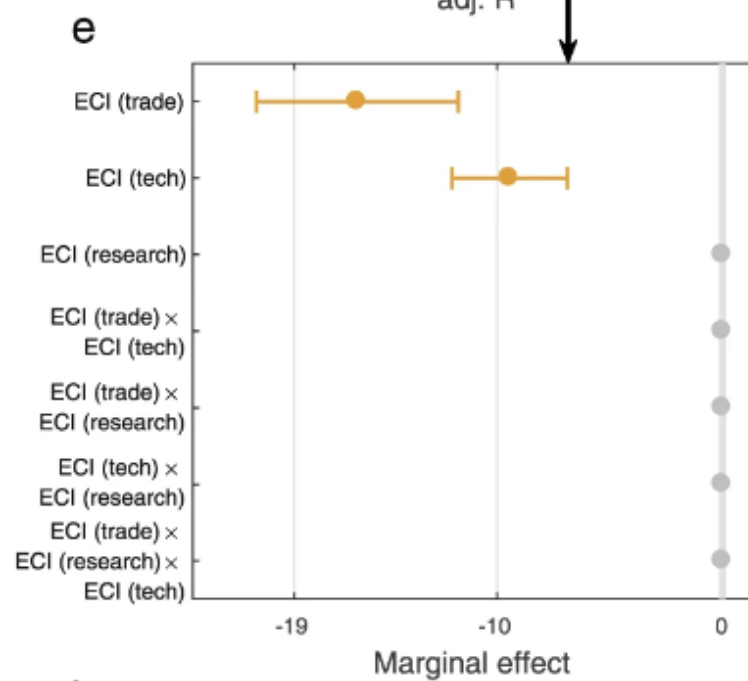 adj. R
e
ECI (trade)
ECI (tech)
ECI (research)
ECI (trade) ×
ECI (tech)
ECI (trade) ×
ECI (research)
ECI (tech) ×
ECI (research)
ECI (trade) ×
ECI (research) ×
ECI (tech)
-19 -10 0
Marginal effect